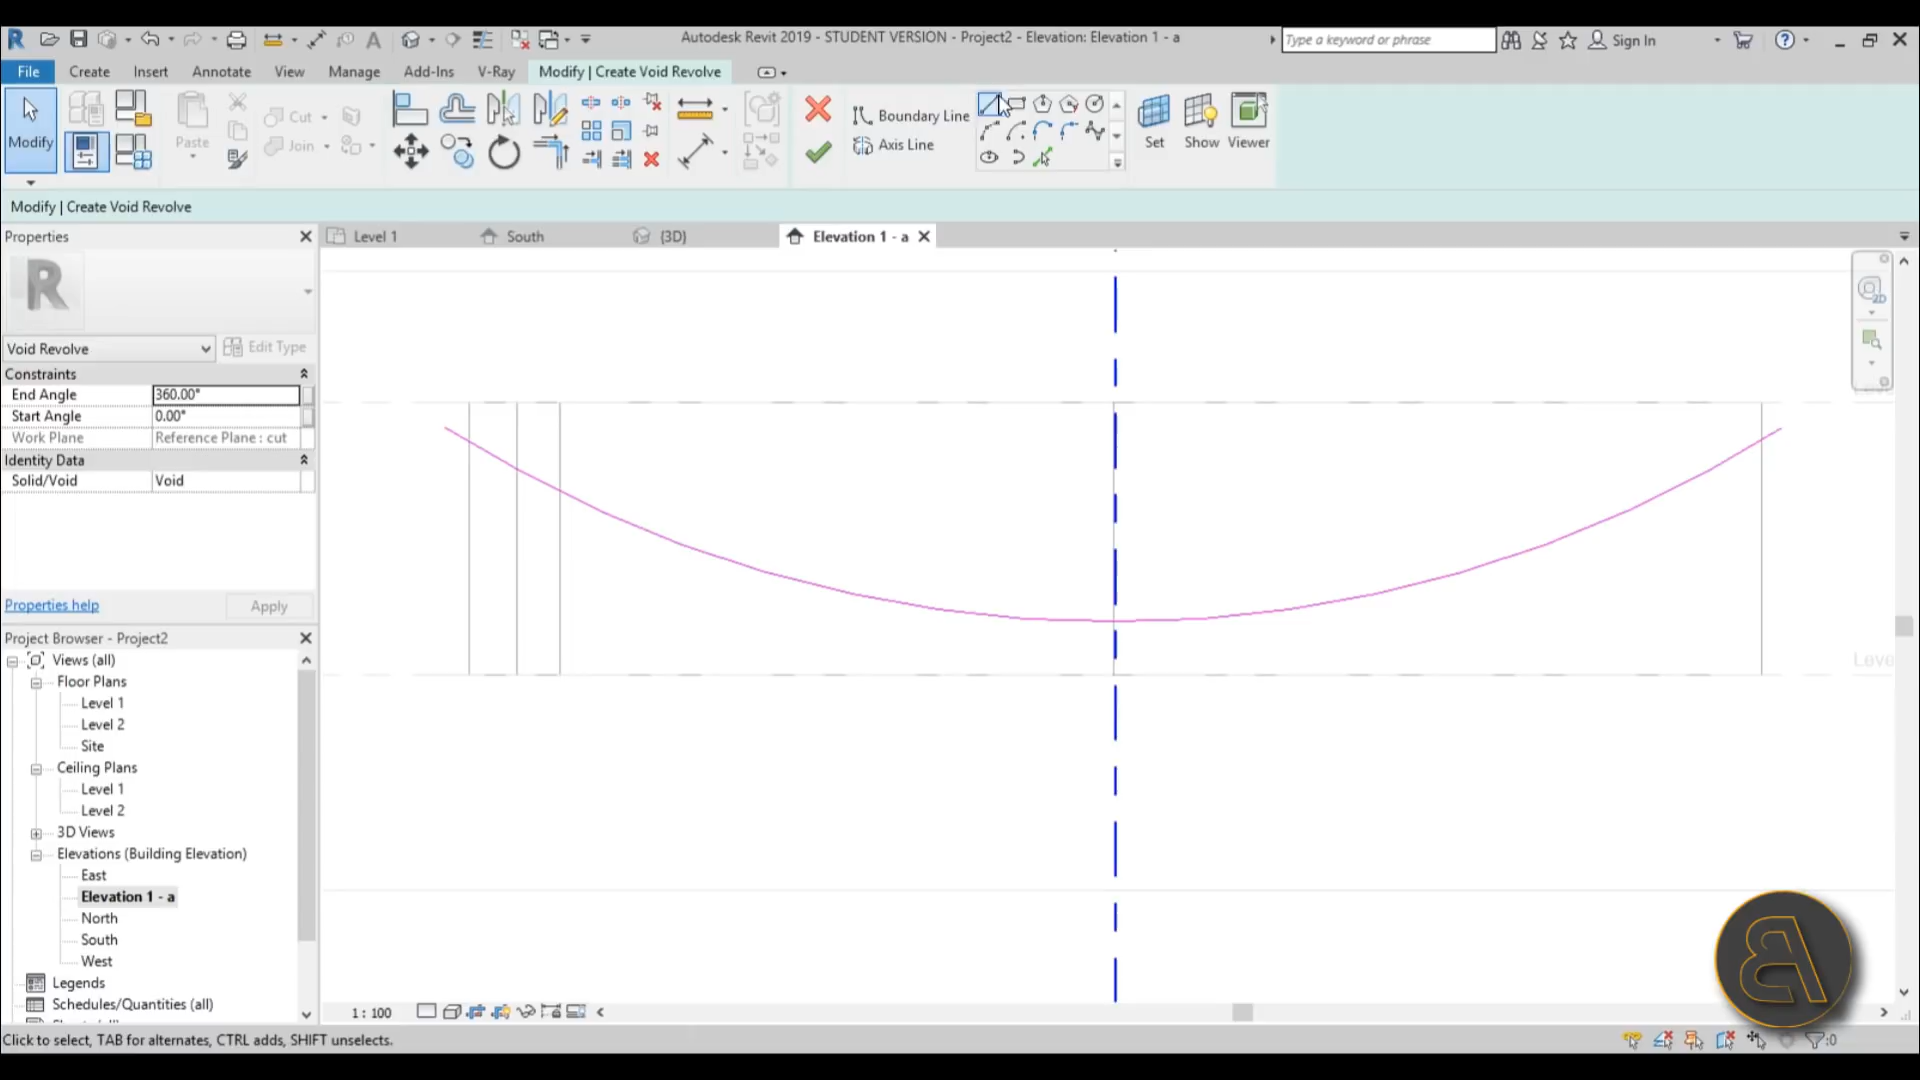 Autodesk Revit 2019 - STUDENT VERSION - Project2 - Elevation: Elevation 1 - a
Type a keyword or phrase
Sign In
File
Create
Insert
Annotate
View
Manage
Add-Ins
V-Ray
Modify | Create Void Revolve
Modify
Paste
Cut
Join
Boundary Line
Axis Line
Set
Show
Viewer
Modify | Create Void Revolve
Properties
Level 1
South
{3D}
Elevation 1 - a
Void Revolve
Edit Type
Constraints
End Angle 360.00°
Start Angle 0.00°
Work Plane Reference Plane : cut
Identity Data
Solid/Void Void
Properties help
Apply
Project Browser - Project2
Views (all)
Floor Plans
Level 1
Level 2
Site
Ceiling Plans
Level 1
Level 2
3D Views
Elevations (Building Elevation)
East
Elevation 1 - a
North
South
West
Legends
Schedules/Quantities (all)
Leve
1 : 100
Click to select, TAB for alternates, CTRL adds, SHIFT unselects.
:0